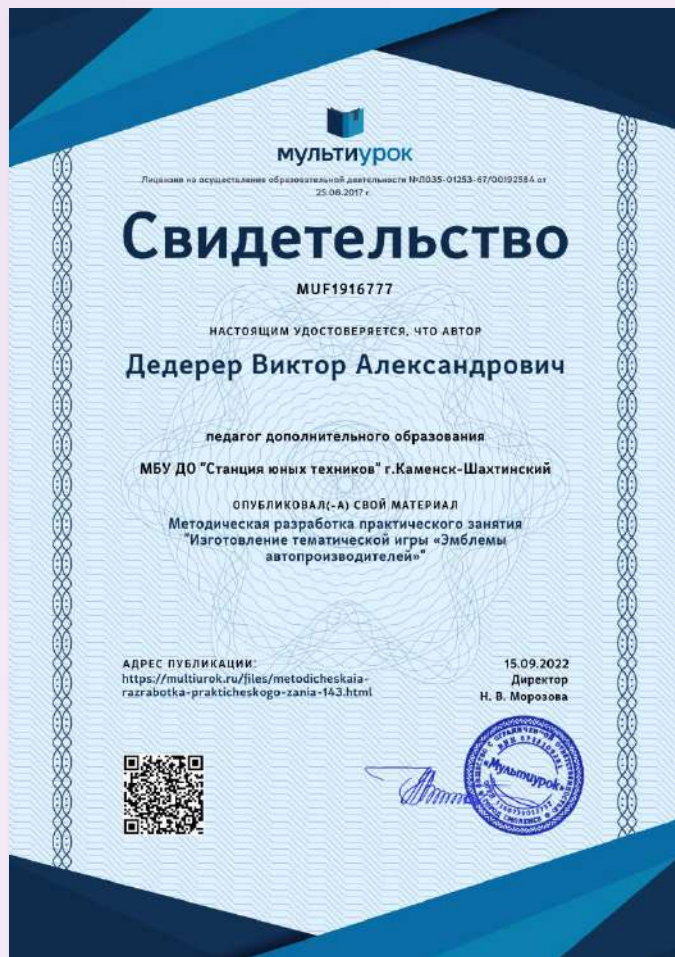 мультиурок
Лицензия на осуществление образовательной деятельности №Л035-01253-67/00192584 от
25.08.2017 г.
Свидетельство
MUF1916777
НАСТОЯЩИМ УДОСТОВЕРЯЕТСЯ, ЧТО АВТОР
Дедерер Виктор Александрович
педагог дополнительного образования
МБУ ДО "Станция юных техников" г.Каменск-Шахтинский
ОПУБЛИКОВАЛ(-А) СВОЙ МАТЕРИАЛ
Методическая разработка практического занятия
"Изготовление тематической игры «Эмблемы
автопроизводителей»"
АДРЕС ПУБЛИКАЦИИ:
https://multiurok.ru/files/metodicheskaia-
razrabotka-prakticheskogo-zania-143.html
15.09.2022
Директор
Н. В. Морозова
«Мультиурок»